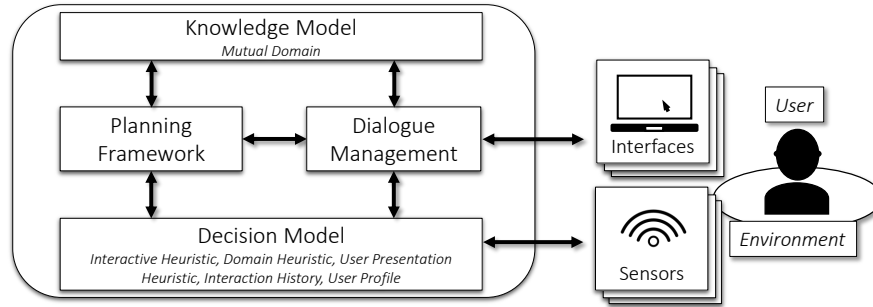 Knowledge Model
Mutual Domain
Planning
Framework
Dialogue
Management
Decision Model
Interactive Heuristic, Domain Heuristic, User Presentation
Heuristic, Interaction History, User Profile
Interfaces
Sensors
User
Environment